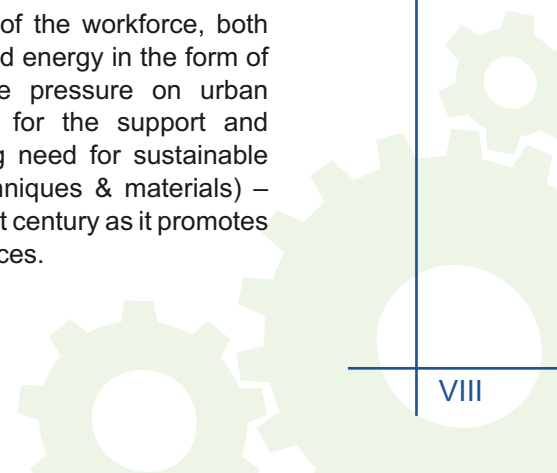 of the workforce, both
d energy in the form of
e pressure on urban
for the support and
g need for sustainable
hniques & materials) –
t century as it promotes
ces.
VIII